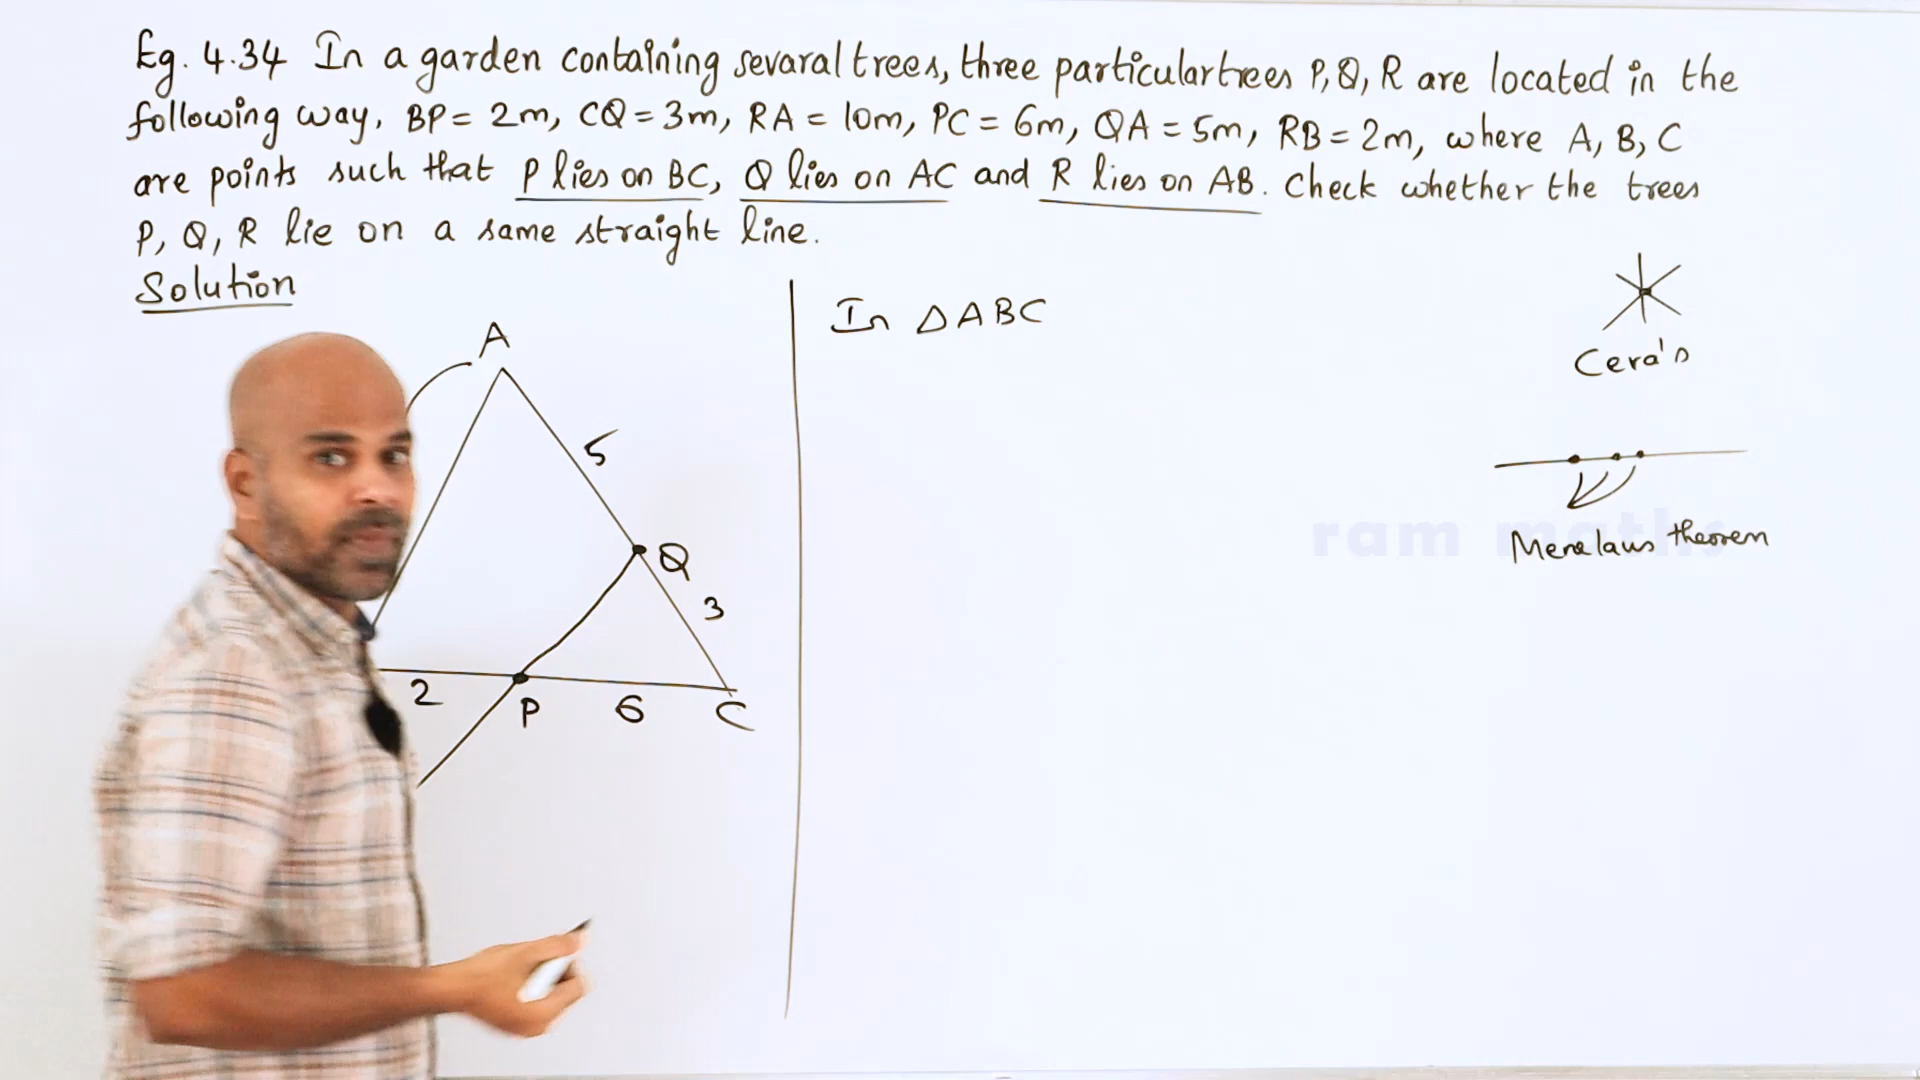 Eg. 4.34 In a garden containing sevaral trees, three particular trees P, Q, R are located in the
following way, BP = 2m, CQ = 3m, RA = 10m, PC = 6m, QA = 5m, RB = 2m, where A, B, C
are points such that P lies on BC, Q lies on AC and R lies on AB. Check whether the trees
P, Q, R lie on a same straight line.
Solution
In △ABC
A
5
Q
3
2
P
6
C
Ceva's
Menelaus theorem
ram maths